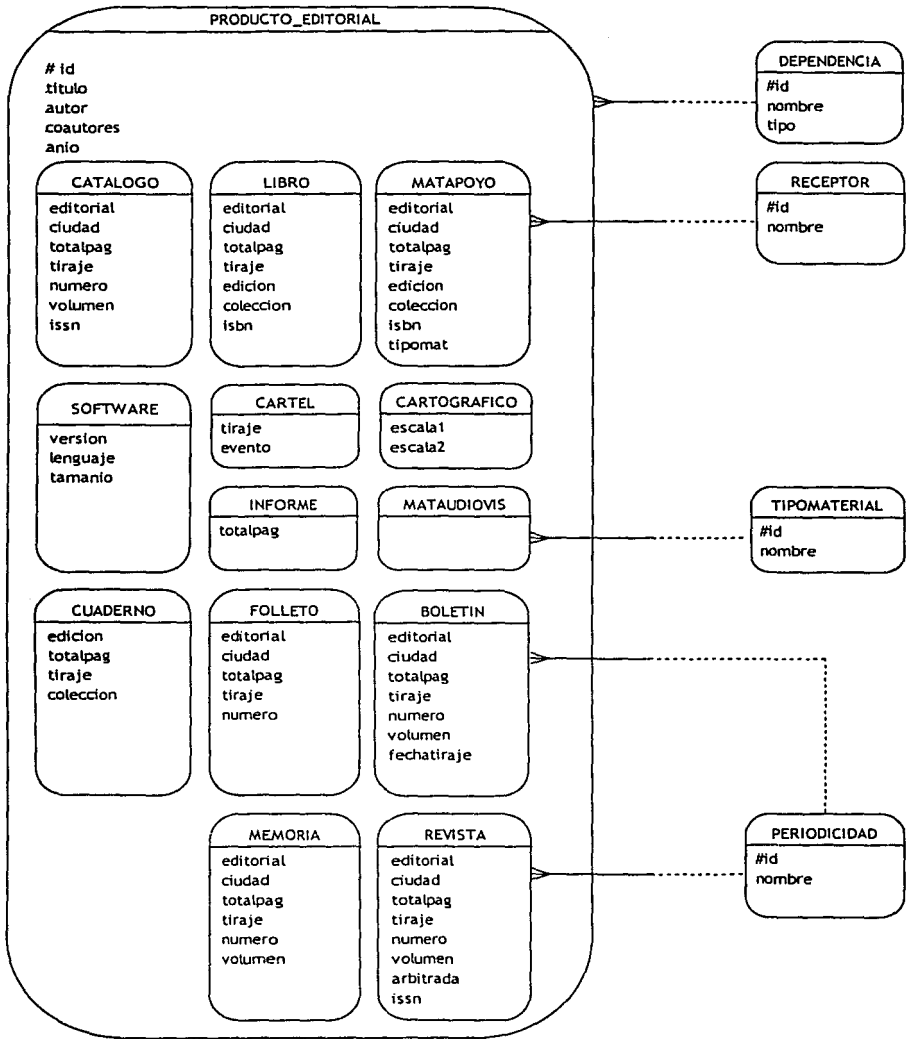 PRODUCTO_EDITORIAL
# id
titulo
autor
coautores
anio
CATALOGO
editorial
ciudad
totalpag
tiraje
numero
volumen
issn
LIBRO
editorial
ciudad
totalpag
tiraje
edicion
coleccion
isbn
MATAPOYO
editorial
ciudad
totalpag
tiraje
edicion
coleccion
isbn
tipomat
SOFTWARE
version
lenguaje
tamanio
CARTEL
tiraje
evento
CARTOGRAFICO
escala1
escala2
INFORME
totalpag
MATAUDIOVIS
CUADERNO
edicion
totalpag
tiraje
coleccion
FOLLETO
editorial
ciudad
totalpag
tiraje
numero
BOLETIN
editorial
ciudad
totalpag
tiraje
numero
volumen
fechatiraje
MEMORIA
editorial
ciudad
totalpag
tiraje
numero
volumen
REVISTA
editorial
ciudad
totalpag
tiraje
numero
volumen
arbitrada
issn
DEPENDENCIA
#id
nombre
tipo
RECEPTOR
#id
nombre
TIPOMATERIAL
#id
nombre
PERIODICIDAD
#id
nombre